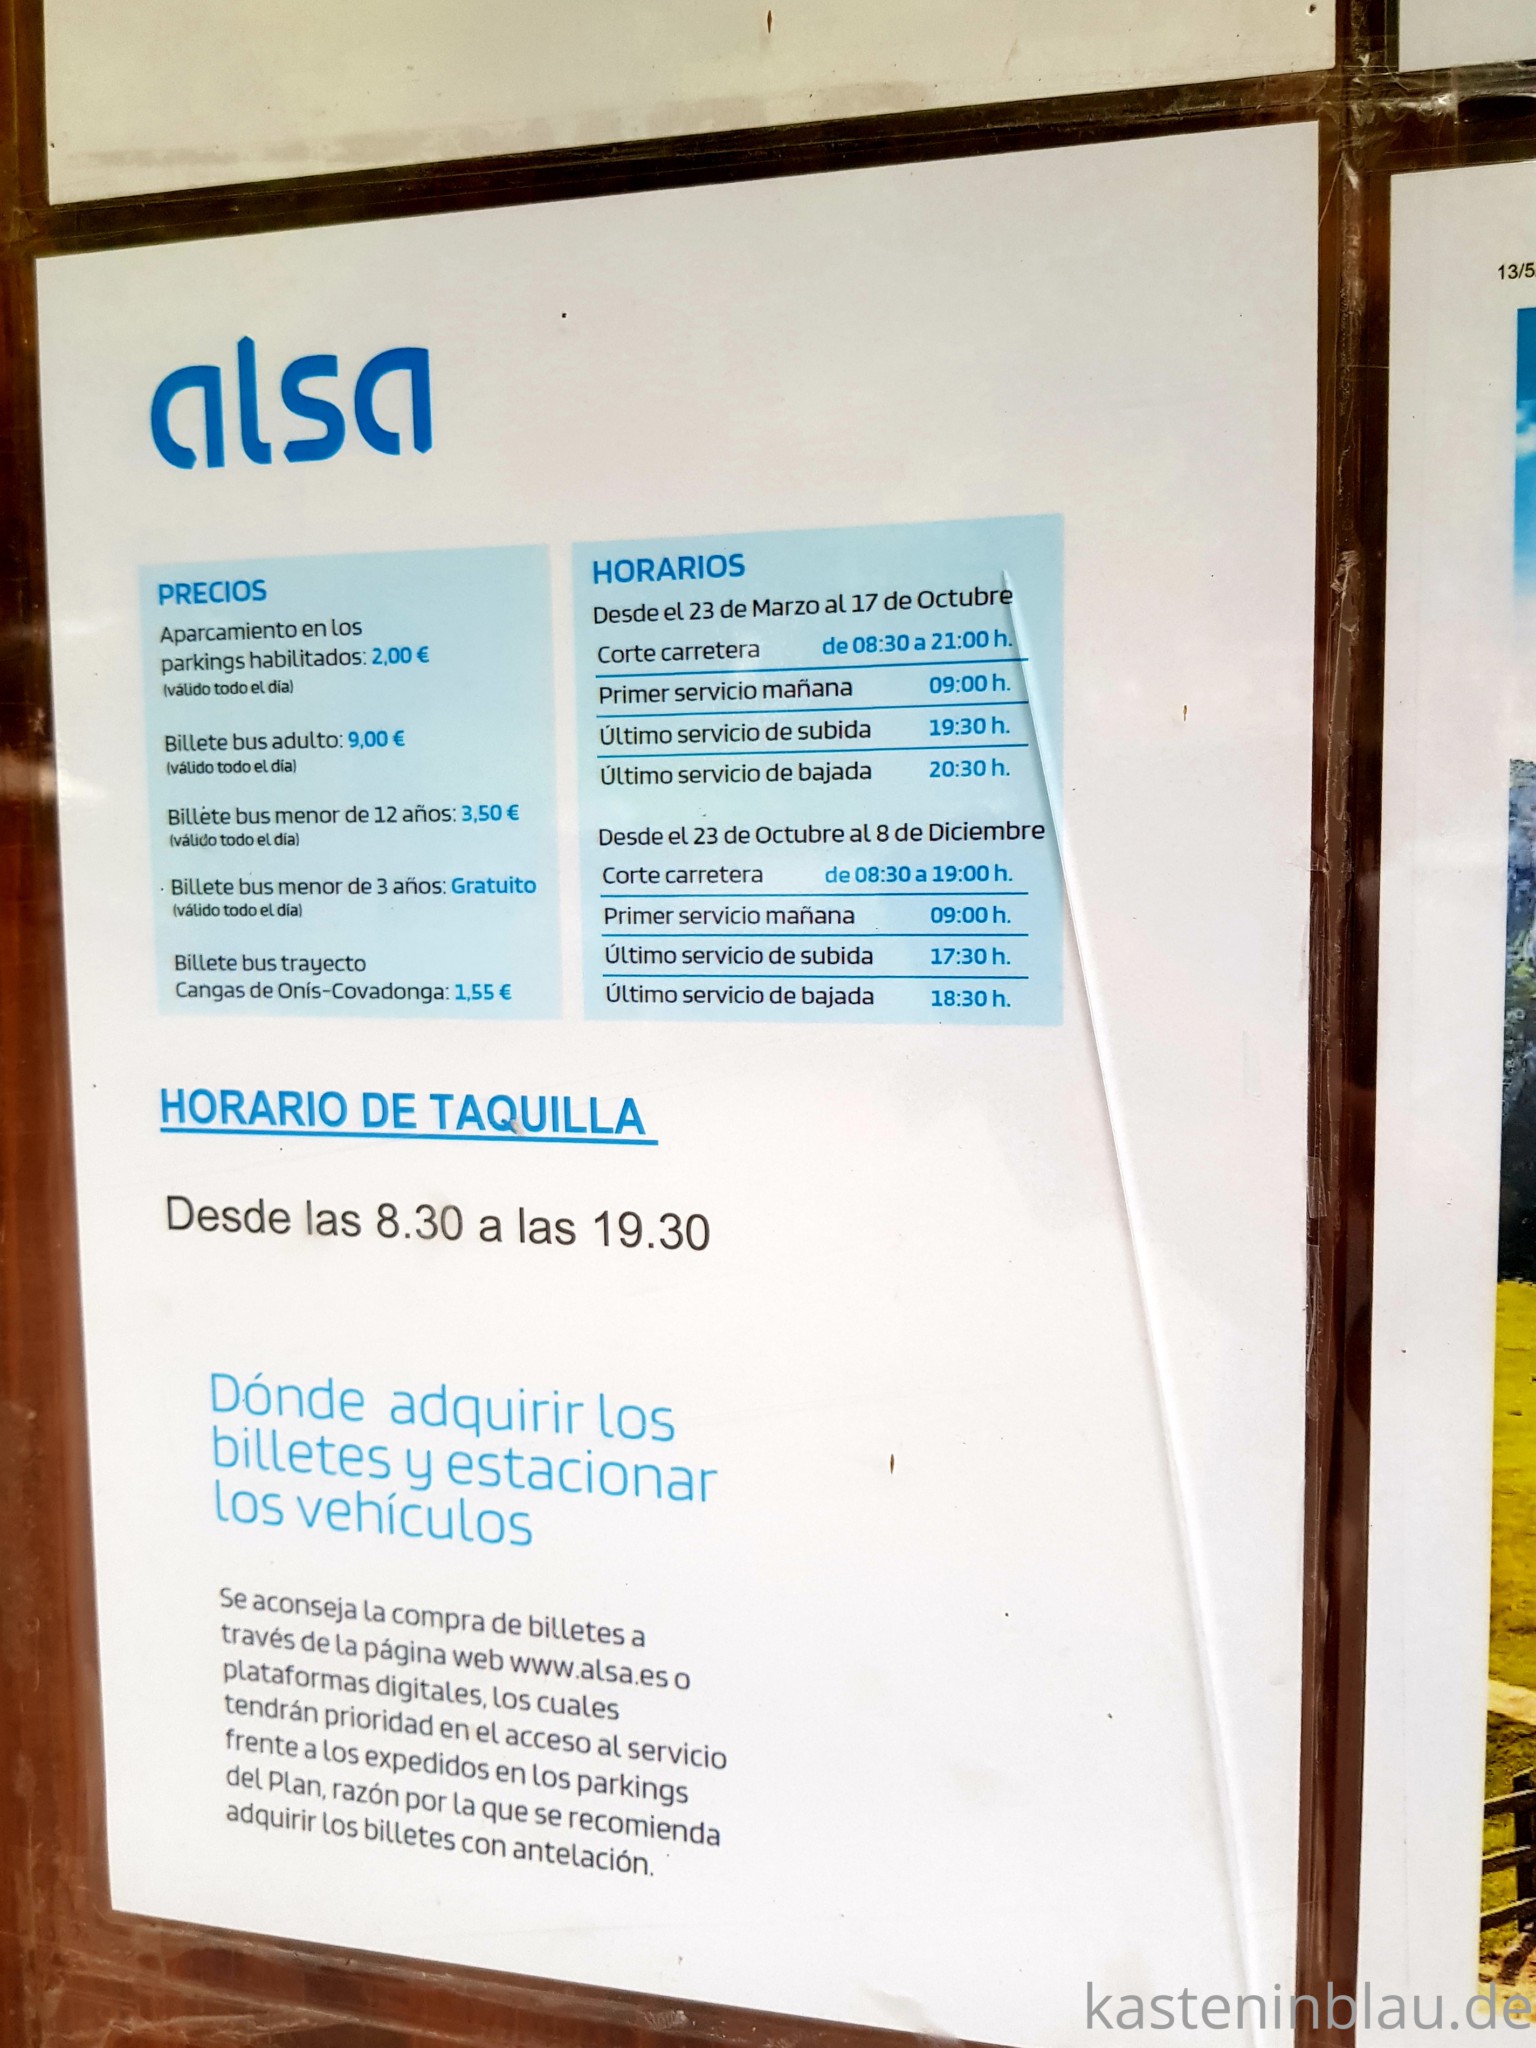 13/5
alsa
PRECIOS
Aparcamiento en los
parkings habilitados: 2,00 €
(válido todo el día)
Billete bus adulto: 9,00 €
(válido todo el día)
Billete bus menor de 12 años: 3,50 €
(válido todo el día)
Billete bus menor de 3 años: Gratuito
(válido todo el día)
Billete bus trayecto
Cangas de Onís-Covadonga: 1,55 €
HORARIOS
Desde el 23 de Marzo al 17 de Octubre
Corte carretera de 08:30 a 21:00 h.
Primer servicio mañana 09:00 h.
Último servicio de subida 19:30 h.
Último servicio de bajada 20:30 h.
Desde el 23 de Octubre al 8 de Diciembre
Corte carretera de 08:30 a 19:00 h.
Primer servicio mañana 09:00 h.
Último servicio de subida 17:30 h.
Último servicio de bajada 18:30 h.
HORARIO DE TAQUILLA
Desde las 8.30 a las 19.30
Dónde adquirir los
billetes y estacionar
los vehículos
Se aconseja la compra de billetes a
través de la página web www.alsa.es o
plataformas digitales, los cuales
tendrán prioridad en el acceso al servicio
frente a los expedidos en los parkings
del Plan, razón por la que se recomienda
adquirir los billetes con antelación.
kasteninblau.de